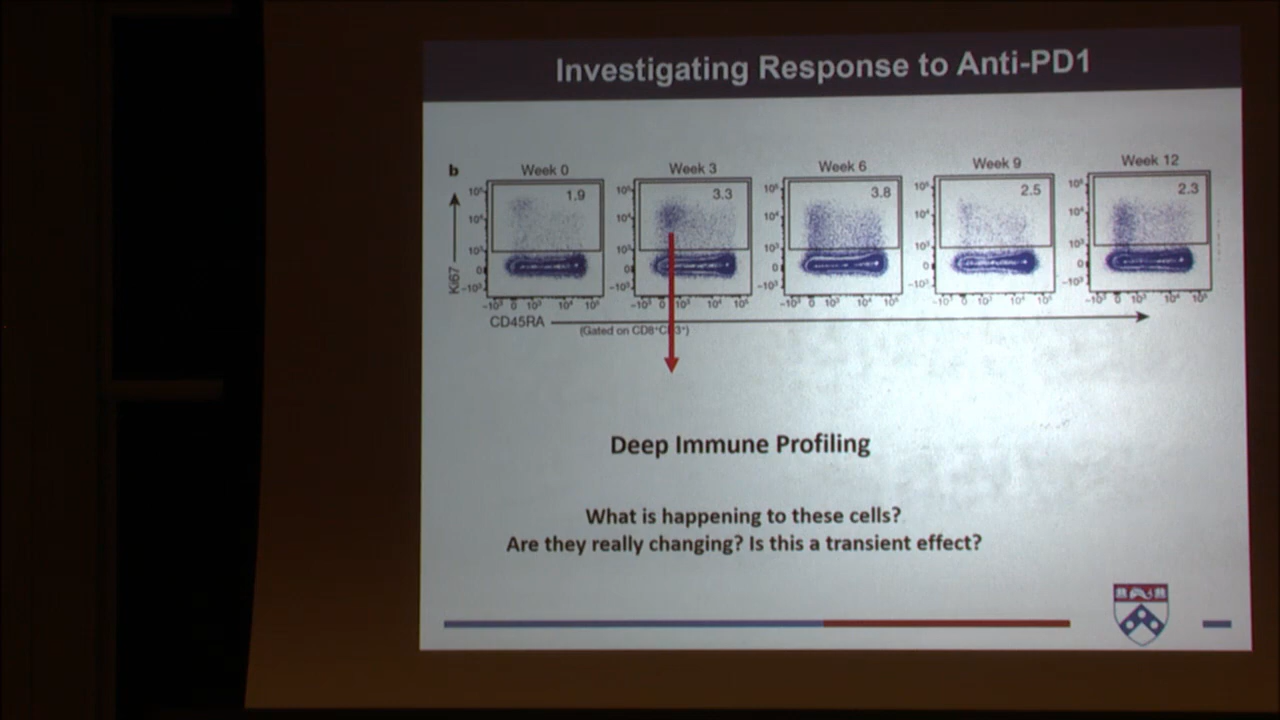 Investigating Response to Anti-PD1
b
Week 0
Week 3
Week 6
Week 9
Week 12
1.9
3.3
3.8
2.5
2.3
Ki67
CD45RA
(Gated on CD8⁺C 3⁺)
Deep Immune Profiling
What is happening to these cells?
Are they really changing? Is this a transient effect?